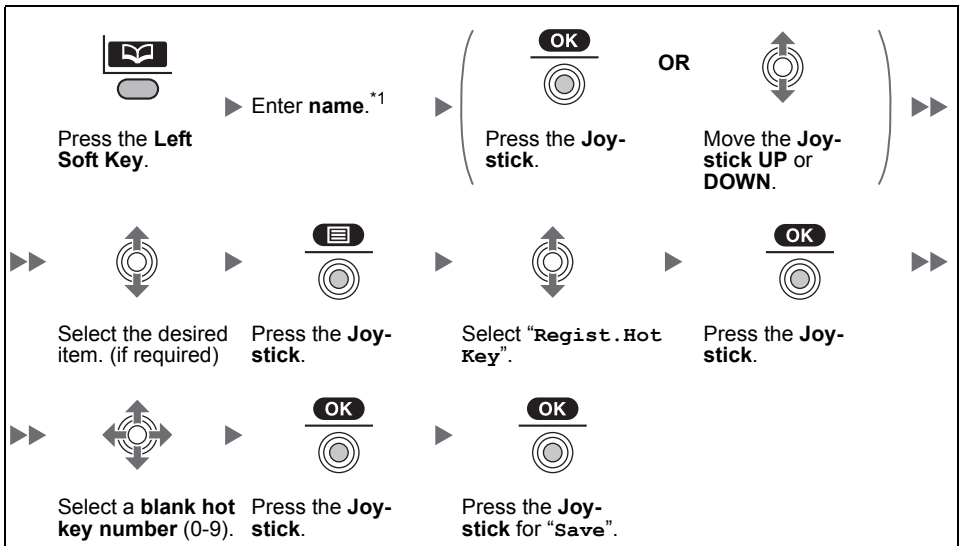 OK
OR
OK
Press the Left
Soft Key.
Enter name.*1
Press the Joy-
stick.
Move the Joy-
stick UP or
DOWN.
OK
Select the desired
item. (if required)
Press the Joy-
stick.
Select “Regist.Hot
Key”.
Press the Joy-
stick.
OK
OK
Select a blank hot
key number (0-9).
Press the Joy-
stick.
Press the Joy-
stick for “Save”.